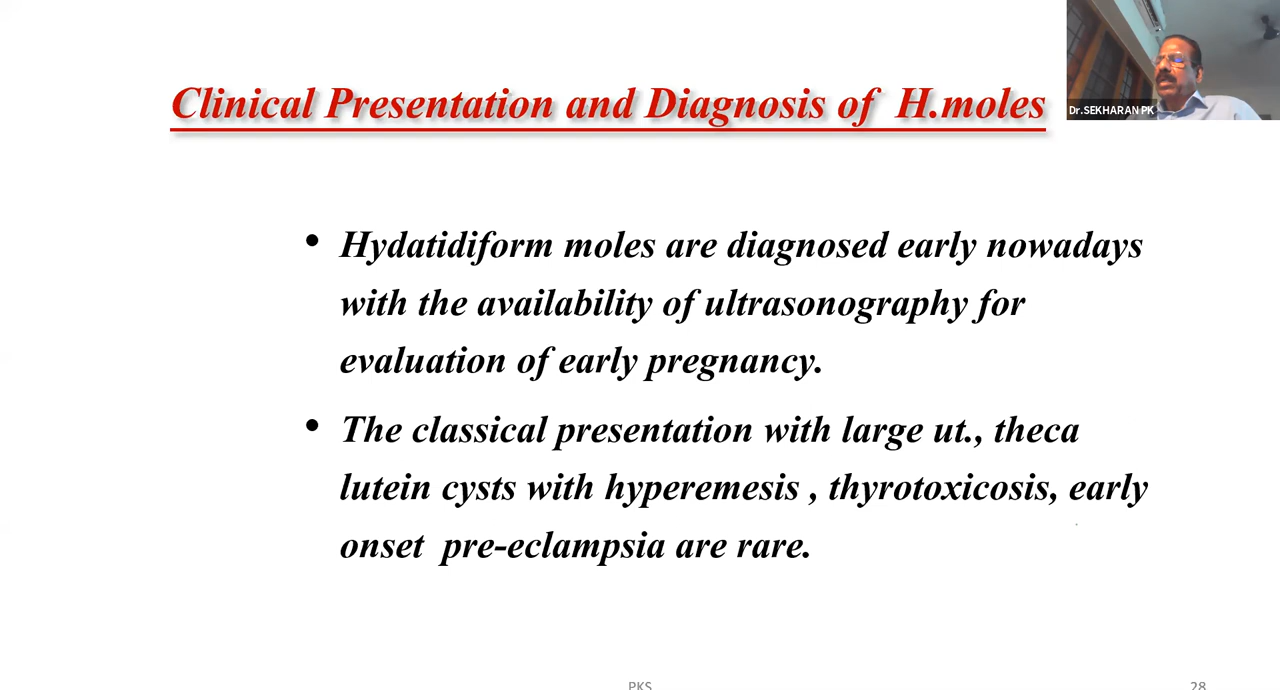 Clinical Presentation and Diagnosis of H.moles
Dr.SEKHARAN PK
• Hydatidiform moles are diagnosed early nowadays
with the availability of ultrasonography for
evaluation of early pregnancy.
• The classical presentation with large ut., theca
lutein cysts with hyperemesis , thyrotoxicosis, early
onset pre-eclampsia are rare.
PKS
28